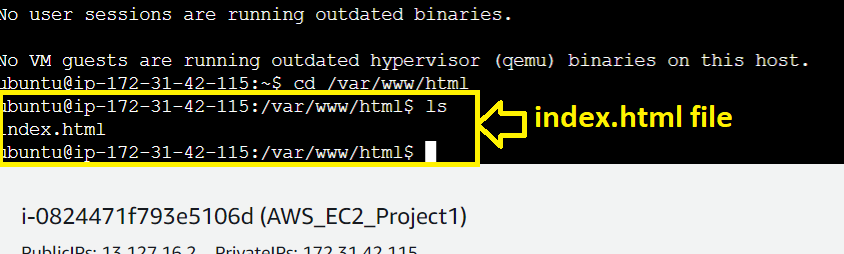 No user sessions are running outdated binaries.
No VM guests are running outdated hypervisor (qemu) binaries on this host.
ubuntu@ip-172-31-42-115:~$ cd /var/www/html
ubuntu@ip-172-31-42-115:/var/www/html$ ls
index.html
ubuntu@ip-172-31-42-115:/var/www/html$
index.html file
i-0824471f793e5106d (AWS_EC2_Project1)
PublicIPs: 13.127.16.2 PrivateIPs: 172.31.42.115